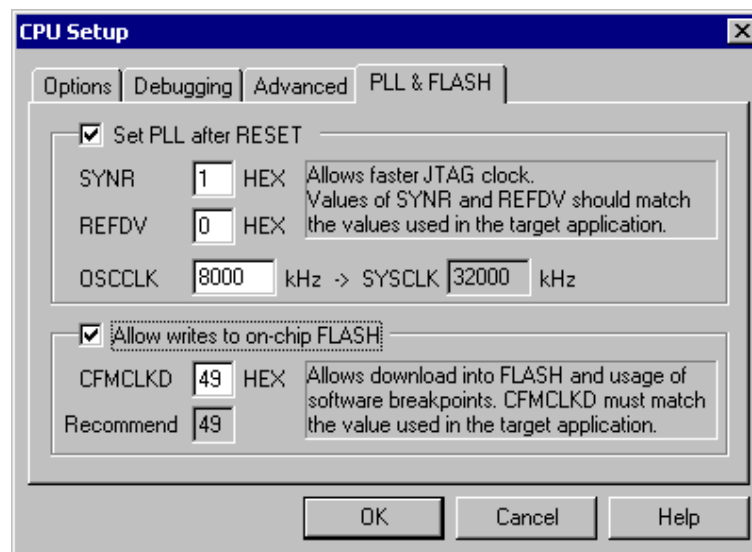 CPU Setup
Options Debugging Advanced PLL & FLASH
Set PLL after RESET
SYNR 1 HEX
REFDV 0 HEX
Allows faster JTAG clock.
Values of SYNR and REFDV should match
the values used in the target application.
OSCCLK 8000 kHz -> SYSCLK 32000 kHz
Allow writes to on-chip FLASH
CFMCLKD 49 HEX
Recommend 49
Allows download into FLASH and usage of
software breakpoints. CFMCLKD must match
the value used in the target application.
OK Cancel Help